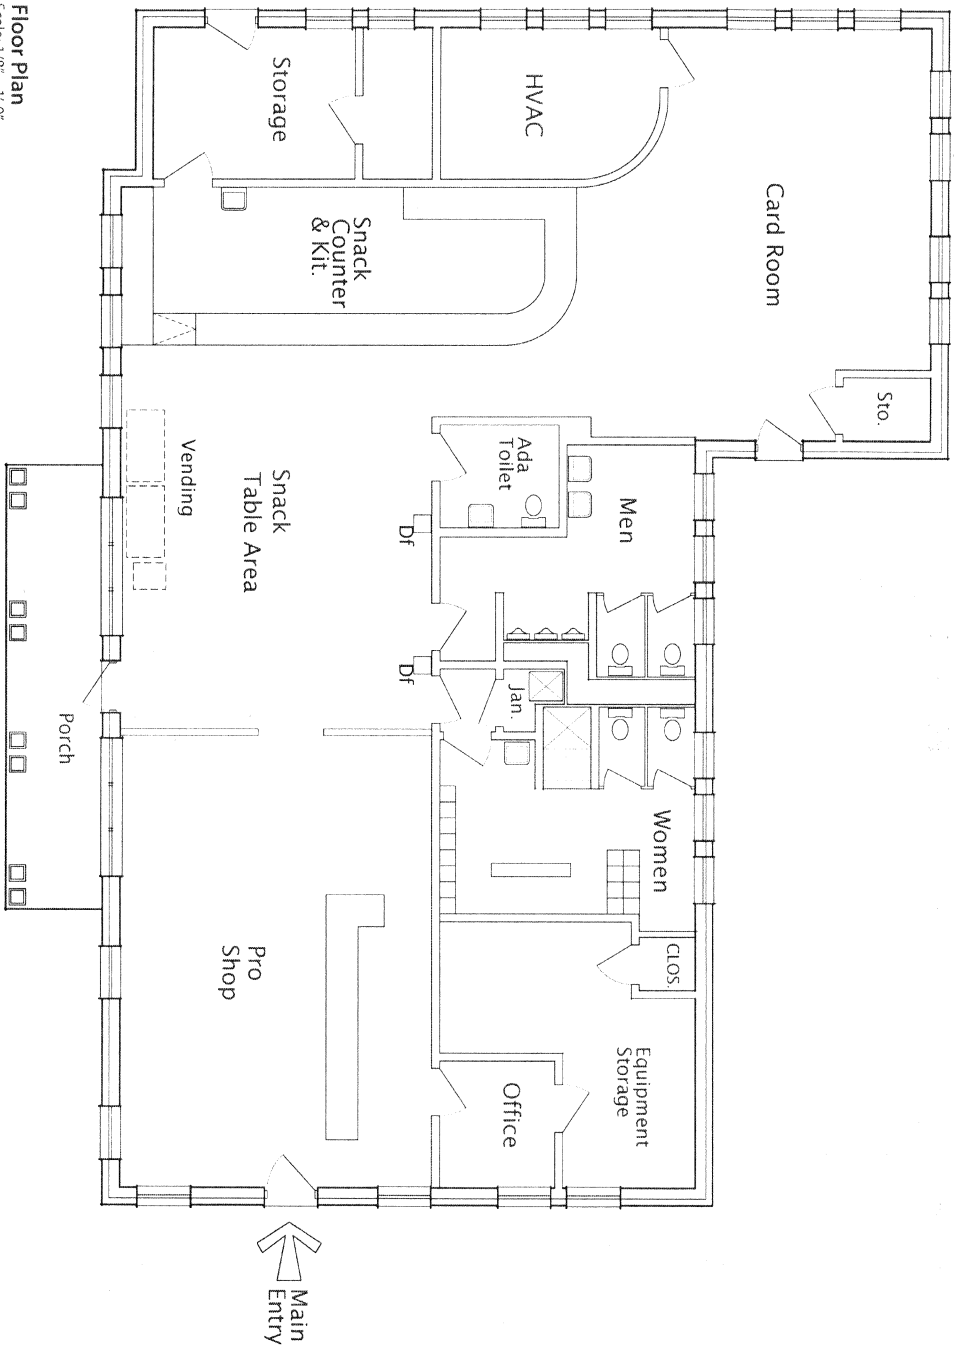 Card Room
Sto.
HVAC
Storage
Snack
Counter
& Kit.
Ada
Toilet
Men
Df
Vending
Snack
Table Area
Jan.
Df
Women
Porch
CLOS.
Equipment
Storage
Office
Pro
Shop
Main
Entry
Floor Plan